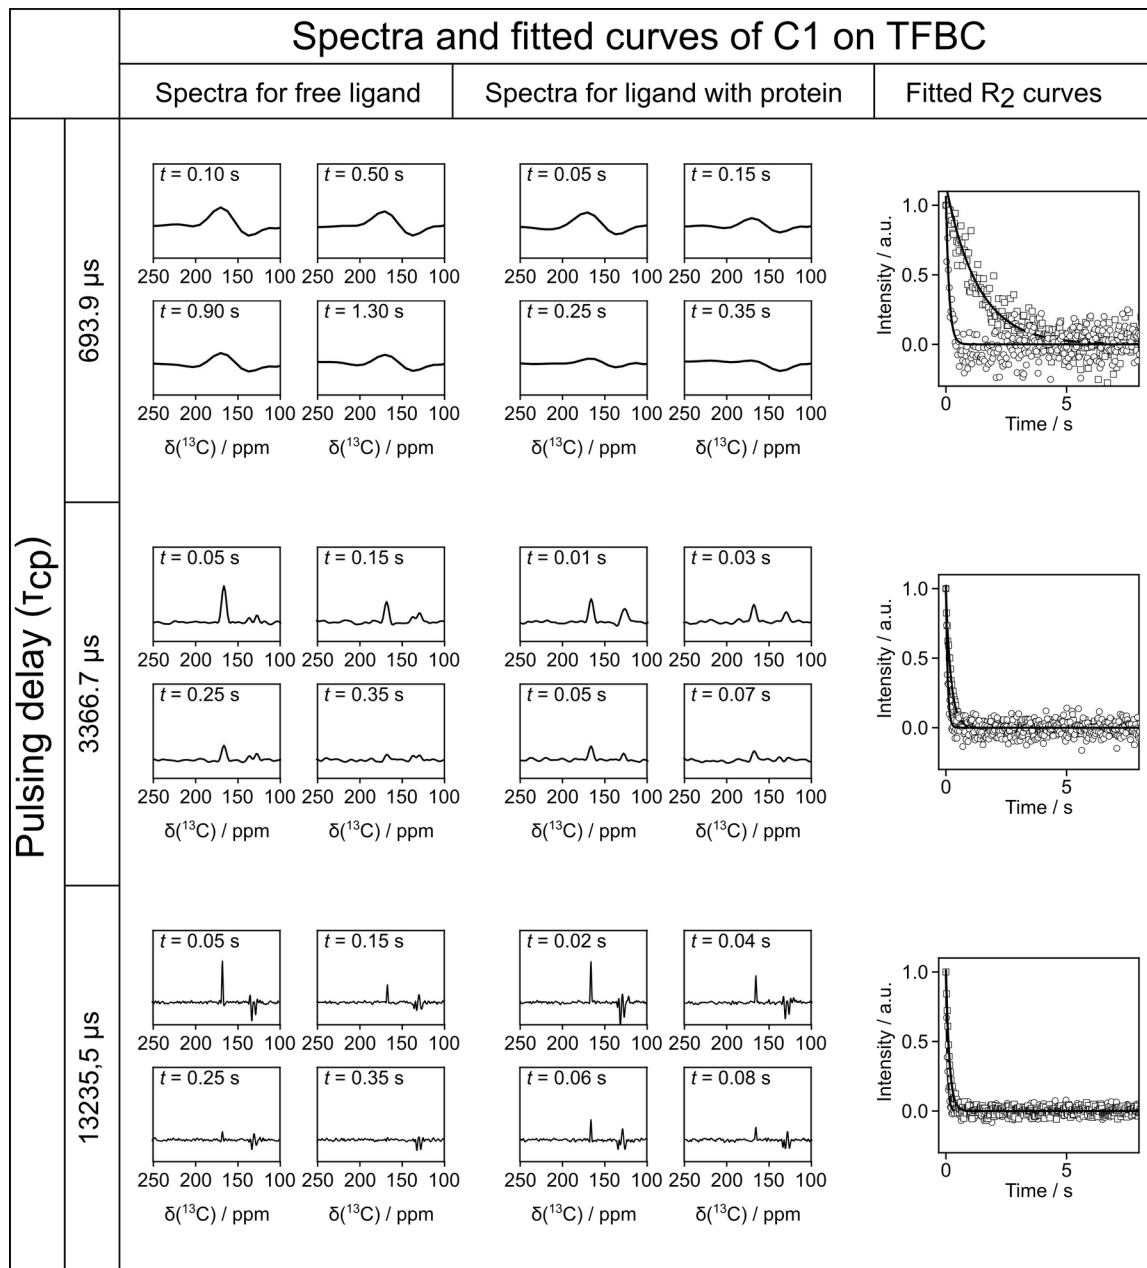 Spectra and fitted curves of C1 on TFBC
Spectra for free ligand
Spectra for ligand with protein
Fitted R2 curves
Pulsing delay (τcp)
693.9 μs
t = 0.10 s
t = 0.50 s
t = 0.05 s
t = 0.15 s
250 200 150 100
250 200 150 100
250 200 150 100
250 200 150 100
t = 0.90 s
t = 1.30 s
t = 0.25 s
t = 0.35 s
250 200 150 100
250 200 150 100
250 200 150 100
250 200 150 100
δ(¹³C) / ppm
δ(¹³C) / ppm
δ(¹³C) / ppm
δ(¹³C) / ppm
Intensity / a.u.
1.0
0.5
0.0
0 5
Time / s
3366.7 μs
t = 0.05 s
t = 0.15 s
t = 0.01 s
t = 0.03 s
250 200 150 100
250 200 150 100
250 200 150 100
250 200 150 100
t = 0.25 s
t = 0.35 s
t = 0.05 s
t = 0.07 s
250 200 150 100
250 200 150 100
250 200 150 100
250 200 150 100
δ(¹³C) / ppm
δ(¹³C) / ppm
δ(¹³C) / ppm
δ(¹³C) / ppm
Intensity / a.u.
1.0
0.5
0.0
0 5
Time / s
13235,5 μs
t = 0.05 s
t = 0.15 s
t = 0.02 s
t = 0.04 s
250 200 150 100
250 200 150 100
250 200 150 100
250 200 150 100
t = 0.25 s
t = 0.35 s
t = 0.06 s
t = 0.08 s
250 200 150 100
250 200 150 100
250 200 150 100
250 200 150 100
δ(¹³C) / ppm
δ(¹³C) / ppm
δ(¹³C) / ppm
δ(¹³C) / ppm
Intensity / a.u.
1.0
0.5
0.0
0 5
Time / s